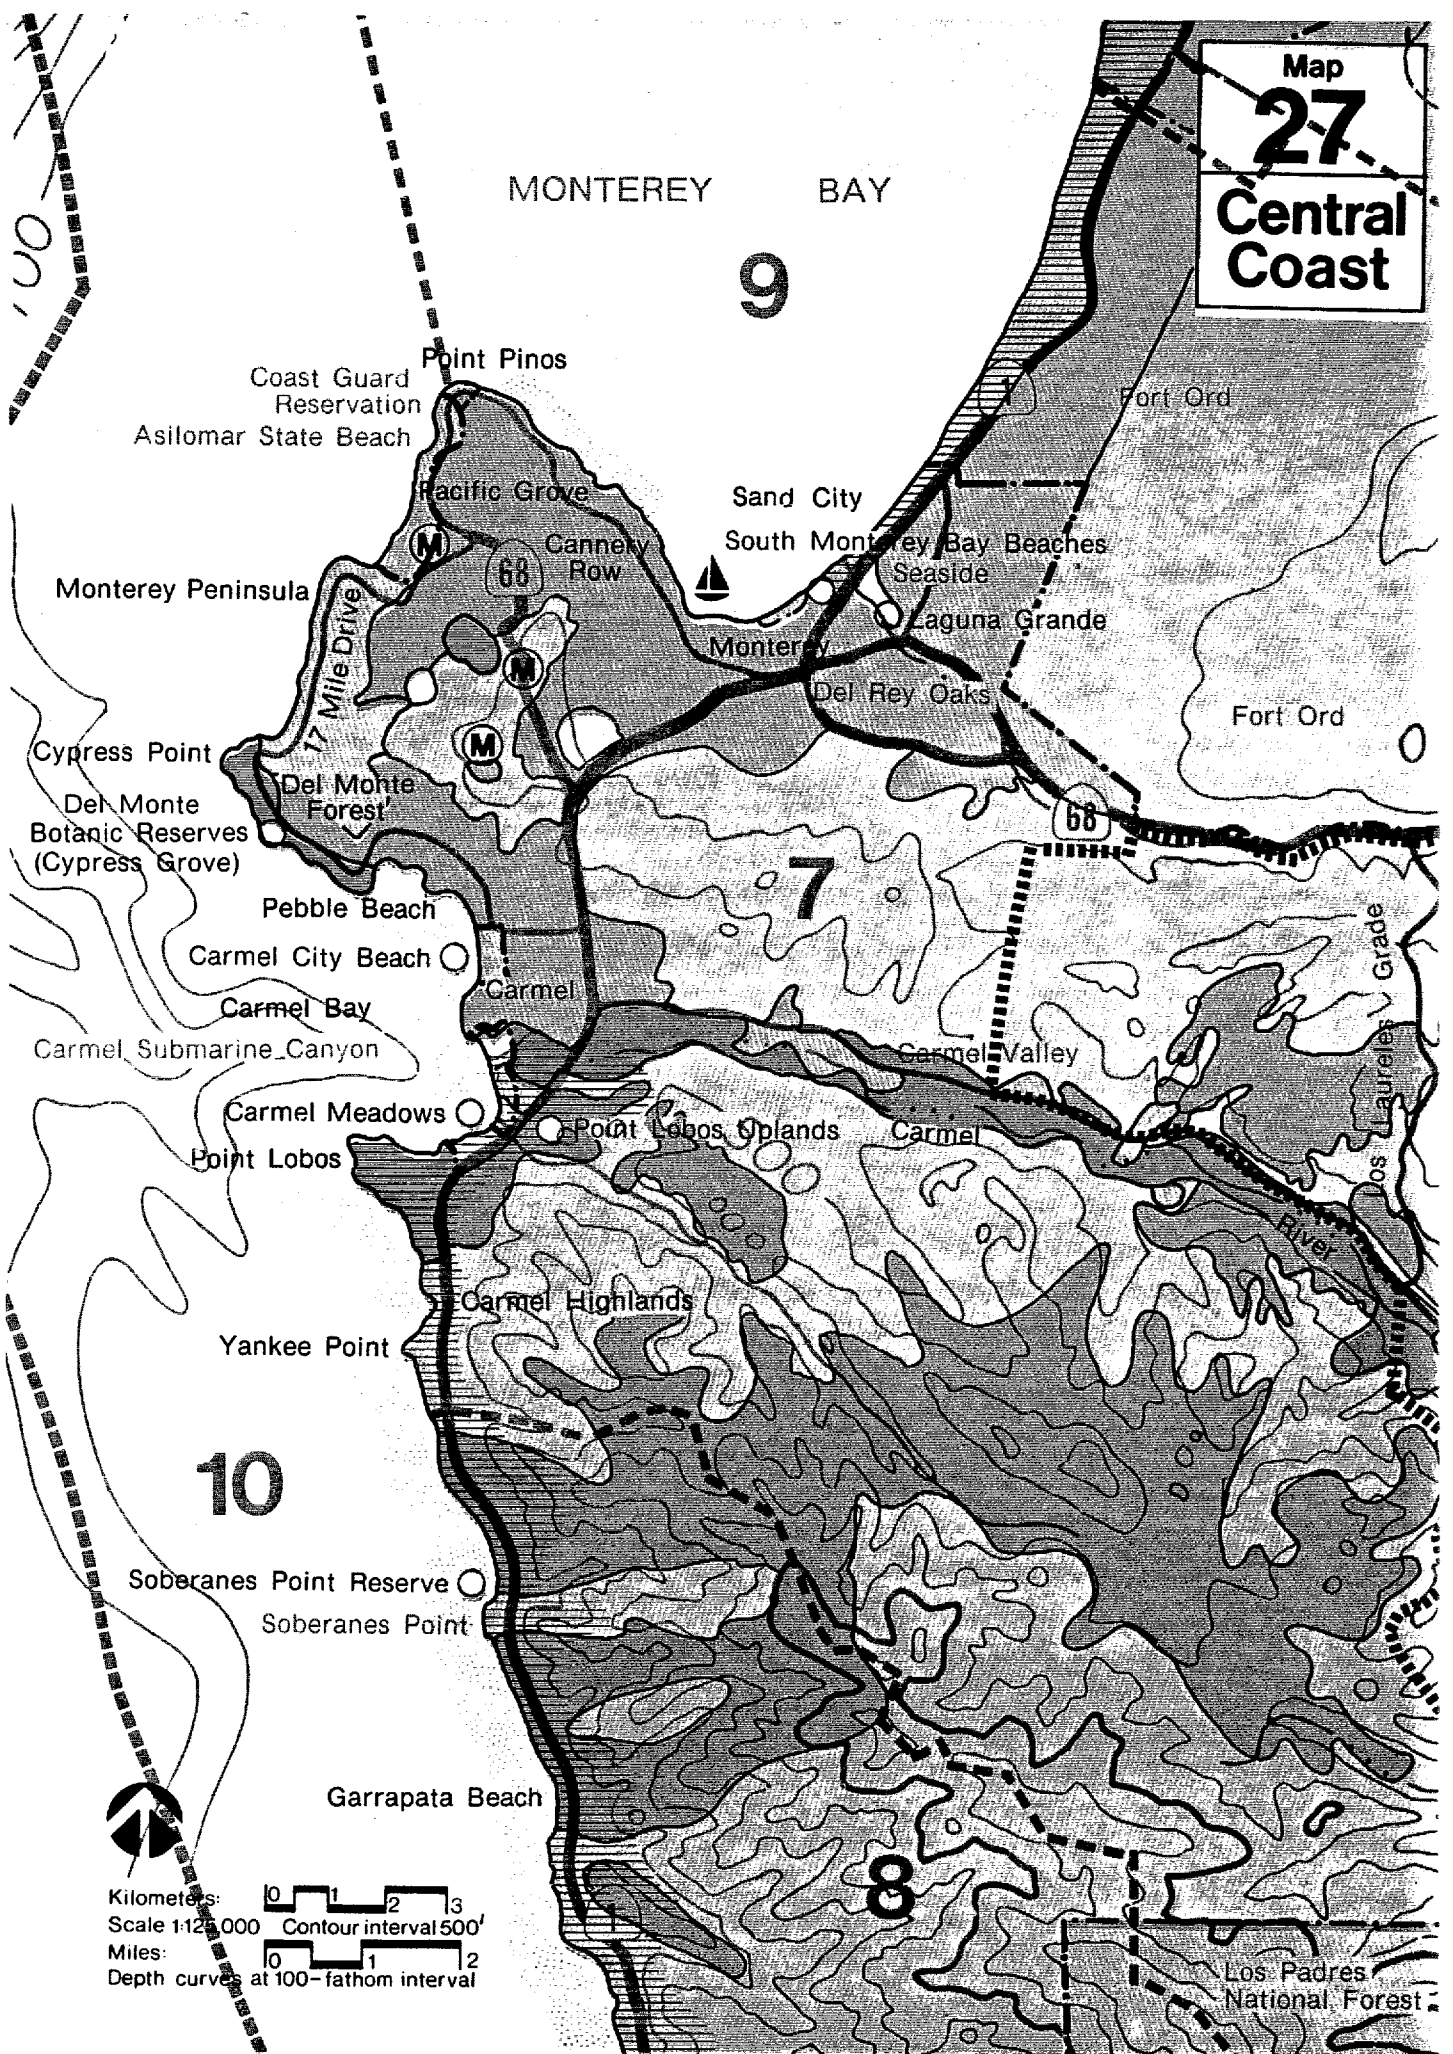 Map
27
Central
Coast
100
MONTEREY BAY
9
Point Pinos
Coast Guard
Reservation
Asilomar State Beach
1
Fort Ord
Pacific Grove
Sand City
M
68
Cannery
Row
South Monterey Bay Beaches
Seaside
Monterey Peninsula
17 Mile Drive
Laguna Grande
Monterey
M
Del Rey Oaks
Fort Ord
M
Cypress Point
Del Monte
Forest
Del Monte
Botanic Reserves
(Cypress Grove)
68
7
Pebble Beach
Carmel City Beach
Carmel
Los Laureles Grade
Carmel Bay
Carmel Submarine Canyon
Carmel Valley
Carmel Meadows
Point Lobos Uplands
Carmel
River
Point Lobos
Carmel Highlands
Yankee Point
10
Soberanes Point Reserve
Soberanes Point
Garrapata Beach
8
Kilometers: 0 1 2 3
Scale 1:125,000 Contour interval 500'
Miles: 0 1 2
Depth curves at 100-fathom interval
Los Padres
National Forest